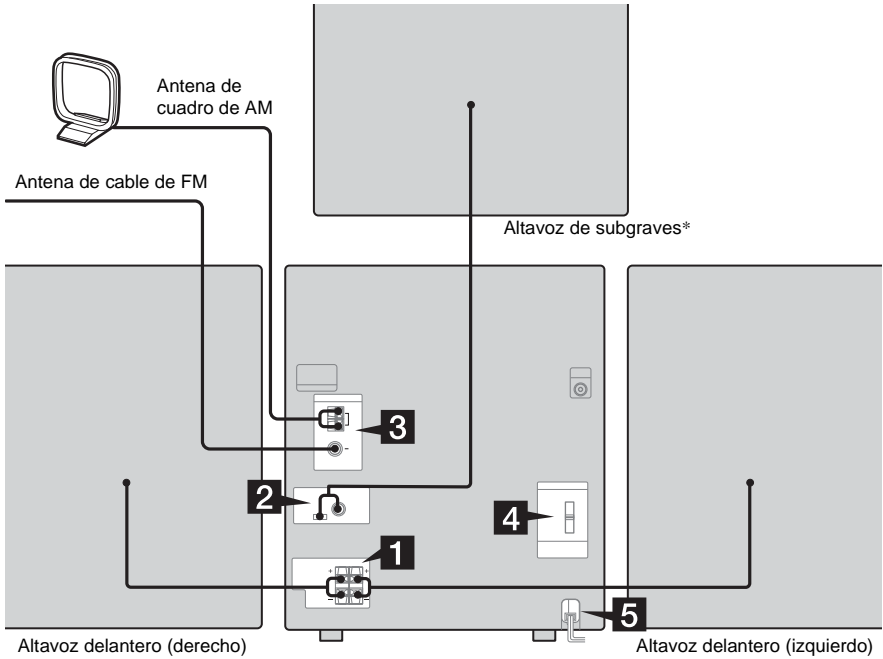 Antena de
cuadro de AM
Antena de cable de FM
Altavoz de subgraves*
3
2
4
1
+ +
– –
5
Altavoz delantero (derecho)
Altavoz delantero (izquierdo)